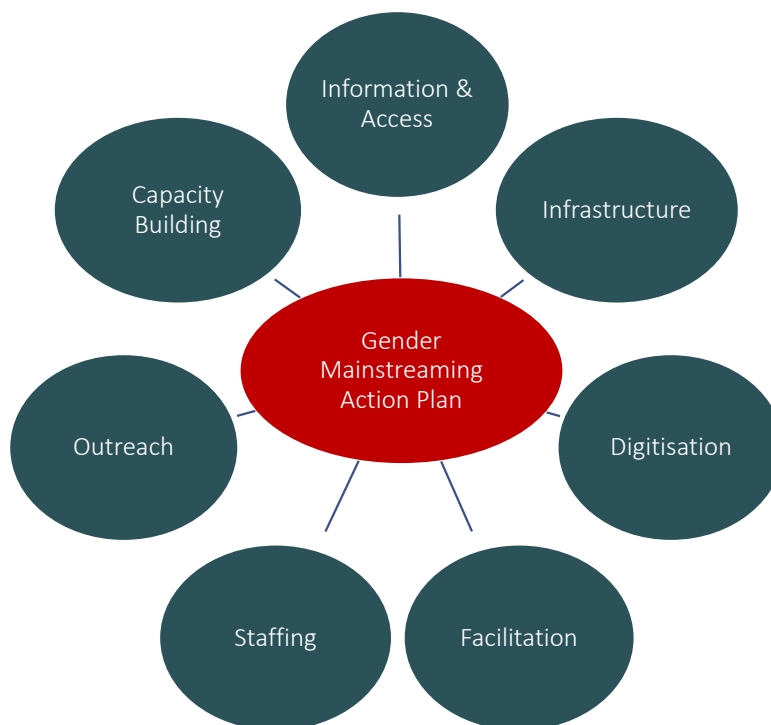 Information &
Access
Capacity
Building
Infrastructure
Gender
Mainstreaming
Action Plan
Outreach
Digitisation
Staffing
Facilitation